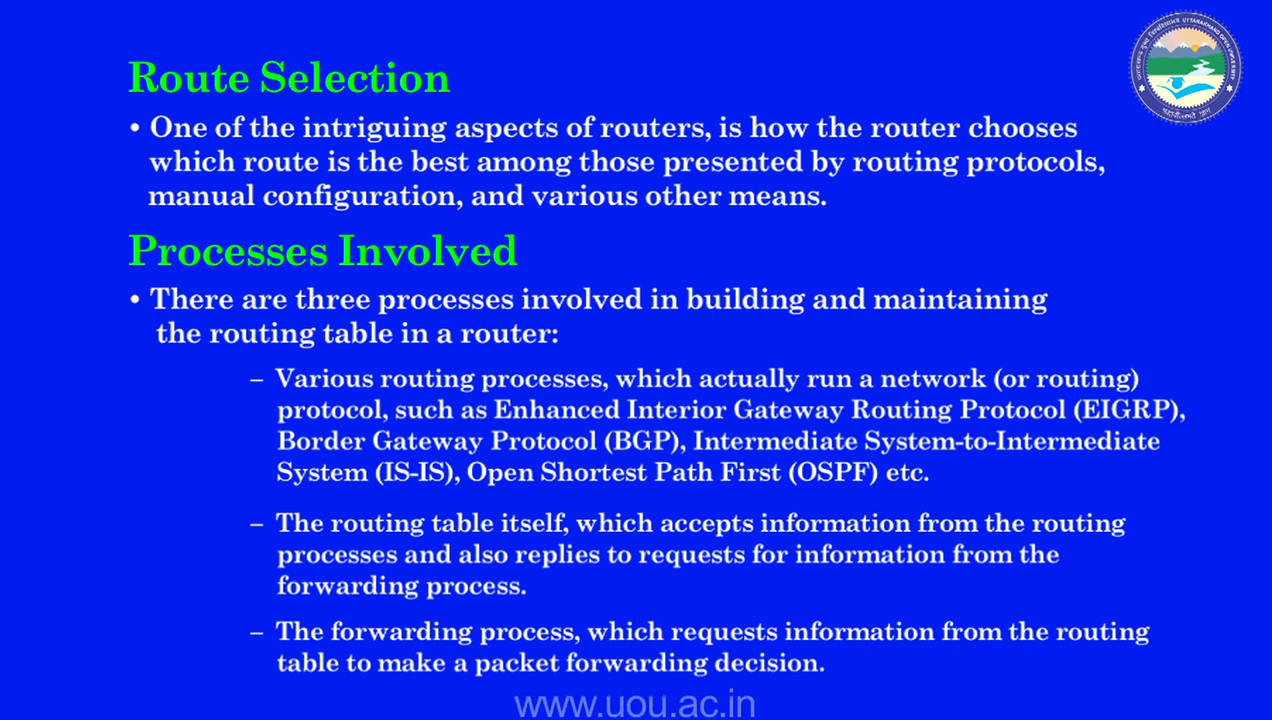 Route Selection
• One of the intriguing aspects of routers, is how the router chooses
which route is the best among those presented by routing protocols,
manual configuration, and various other means.
Processes Involved
• There are three processes involved in building and maintaining
the routing table in a router:
– Various routing processes, which actually run a network (or routing)
protocol, such as Enhanced Interior Gateway Routing Protocol (EIGRP),
Border Gateway Protocol (BGP), Intermediate System-to-Intermediate
System (IS-IS), Open Shortest Path First (OSPF) etc.
– The routing table itself, which accepts information from the routing
processes and also replies to requests for information from the
forwarding process.
– The forwarding process, which requests information from the routing
table to make a packet forwarding decision.
www.uou.ac.in
UTTARAKHAND OPEN UNIVERSITY